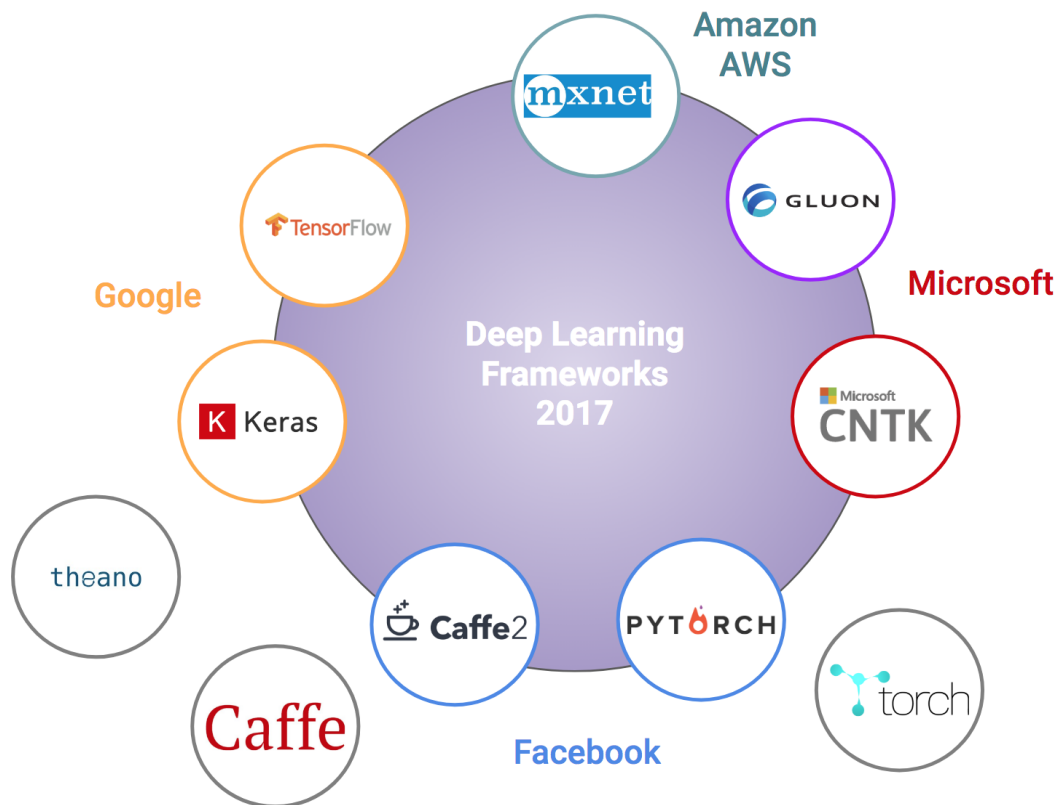 Amazon
AWS
mxnet
GLUON
TensorFlow
Google
Microsoft
Deep Learning
Frameworks
2017
Microsoft
CNTK
Keras
theano
Caffe2
PYTORCH
torch
Caffe
Facebook